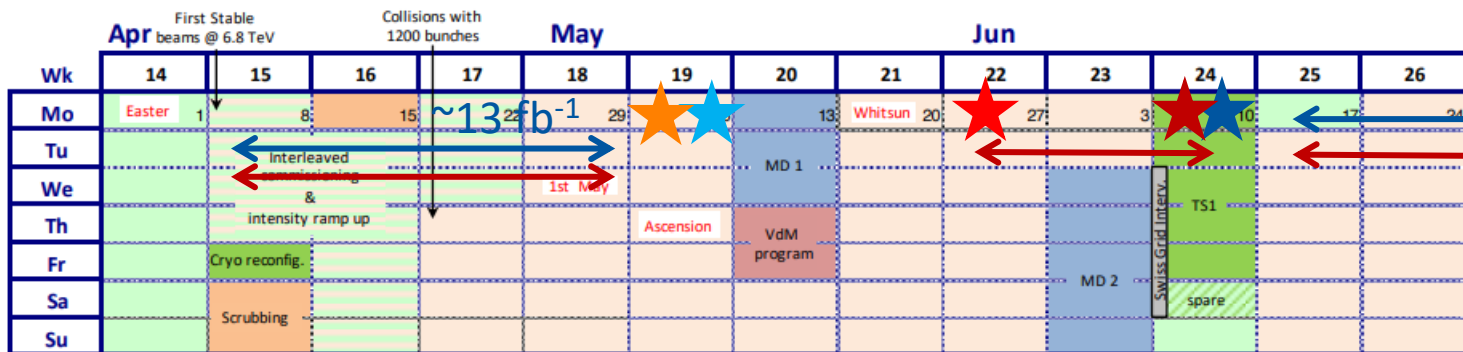 First Stable
beams @ 6.8 TeV
Collisions with
1200 bunches
Apr May Jun
Wk 14 15 16 17 18 19 20 21 22 23 24 25 26
Mo Easter 1 8 15 22 29 13 Whitsun 20 27 3 10 17 24
~13 fb-1
Tu
We
Th
Fr
Sa
Su
Interleaved
commissioning
&
intensity ramp up
Cryo reconfig.
Scrubbing
1st May
Ascension
MD 1
VdM
program
MD 2
Swiss Grid Interv.
TS1
spare